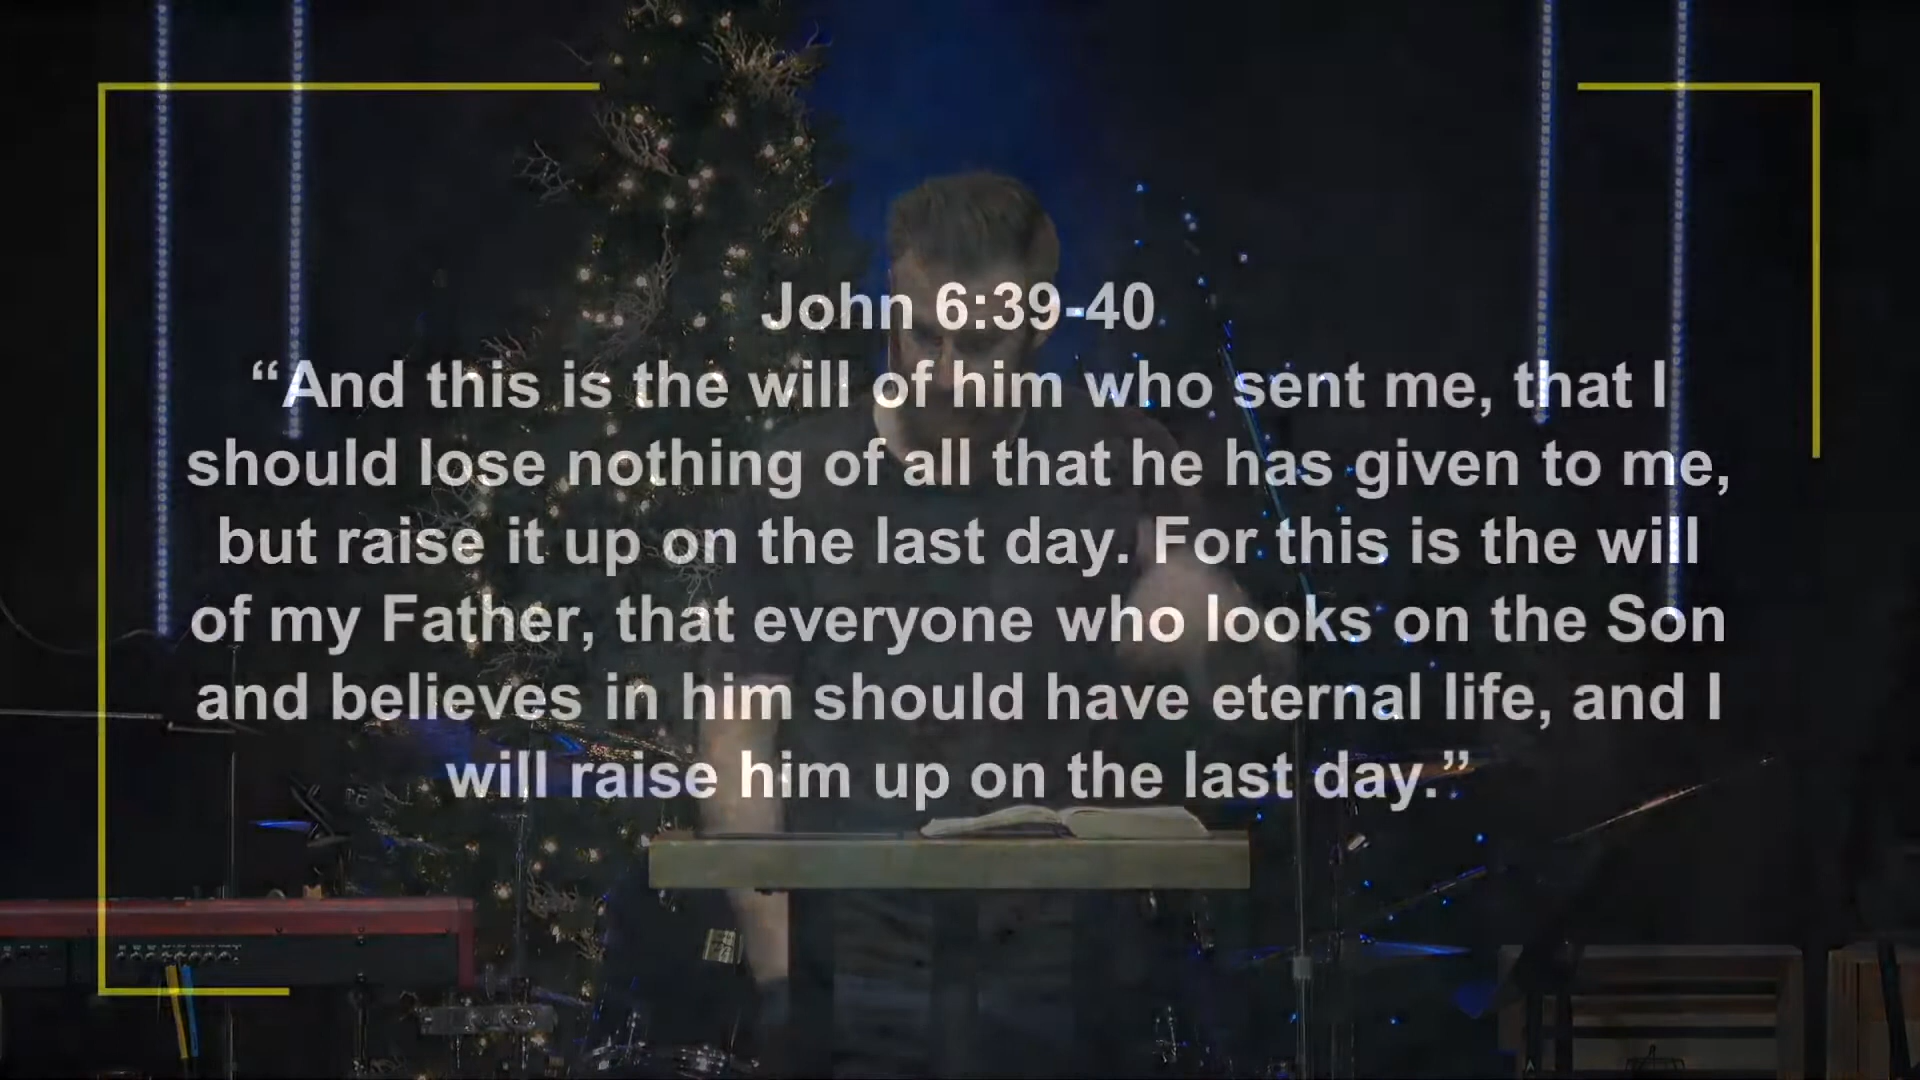 John 6:39-40
“And this is the will of him who sent me, that I
should lose nothing of all that he has given to me,
but raise it up on the last day. For this is the will
of my Father, that everyone who looks on the Son
and believes in him should have eternal life, and I
will raise him up on the last day.”